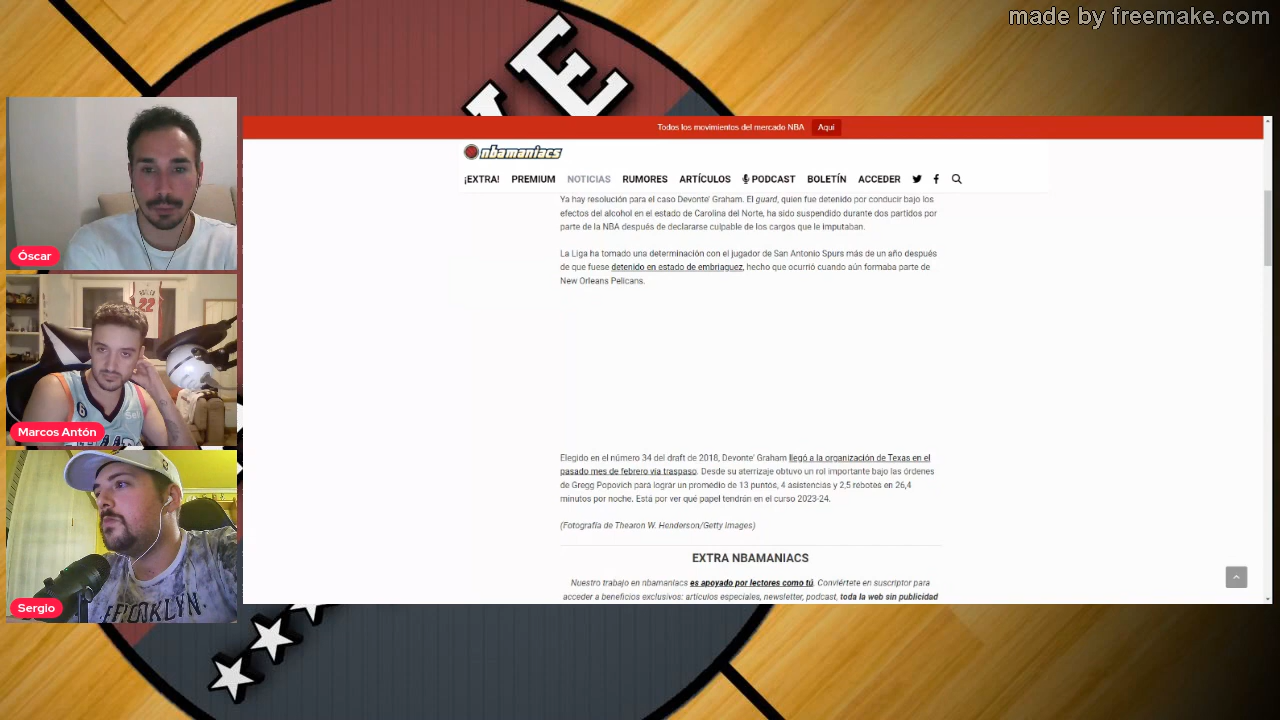 made by freemake.com
Todos los movimientos del mercado NBA Aquí
nbamaniacs
¡EXTRA! PREMIUM NOTICIAS RUMORES ARTÍCULOS PODCAST BOLETÍN ACCEDER
Ya hay resolución para el caso Devonte' Graham. El guard, quien fue detenido por conducir bajo los
efectos del alcohol en el estado de Carolina del Norte, ha sido suspendido durante dos partidos por
parte de la NBA después de declararse culpable de los cargos que le imputaban.
La Liga ha tomado una determinación con el jugador de San Antonio Spurs más de un año después
de que fuese detenido en estado de embriaguez, hecho que ocurrió cuando aún formaba parte de
New Orleans Pelicans.
Elegido en el número 34 del draft de 2018, Devonte' Graham llegó a la organización de Texas en el
pasado mes de febrero vía traspaso. Desde su aterrizaje obtuvo un rol importante bajo las órdenes
de Gregg Popovich para lograr un promedio de 13 puntos, 4 asistencias y 2,5 rebotes en 26,4
minutos por noche. Está por ver qué papel tendrán en el curso 2023-24.
(Fotografía de Thearon W. Henderson/Getty Images)
EXTRA NBAMANIACS
Nuestro trabajo en nbamaniacs es apoyado por lectores como tú. Conviértete en suscriptor para
acceder a beneficios exclusivos: artículos especiales, newsletter, podcast, toda la web sin publicidad
Óscar
22
6
Marcos Antón
BROOKLYN
Sergio